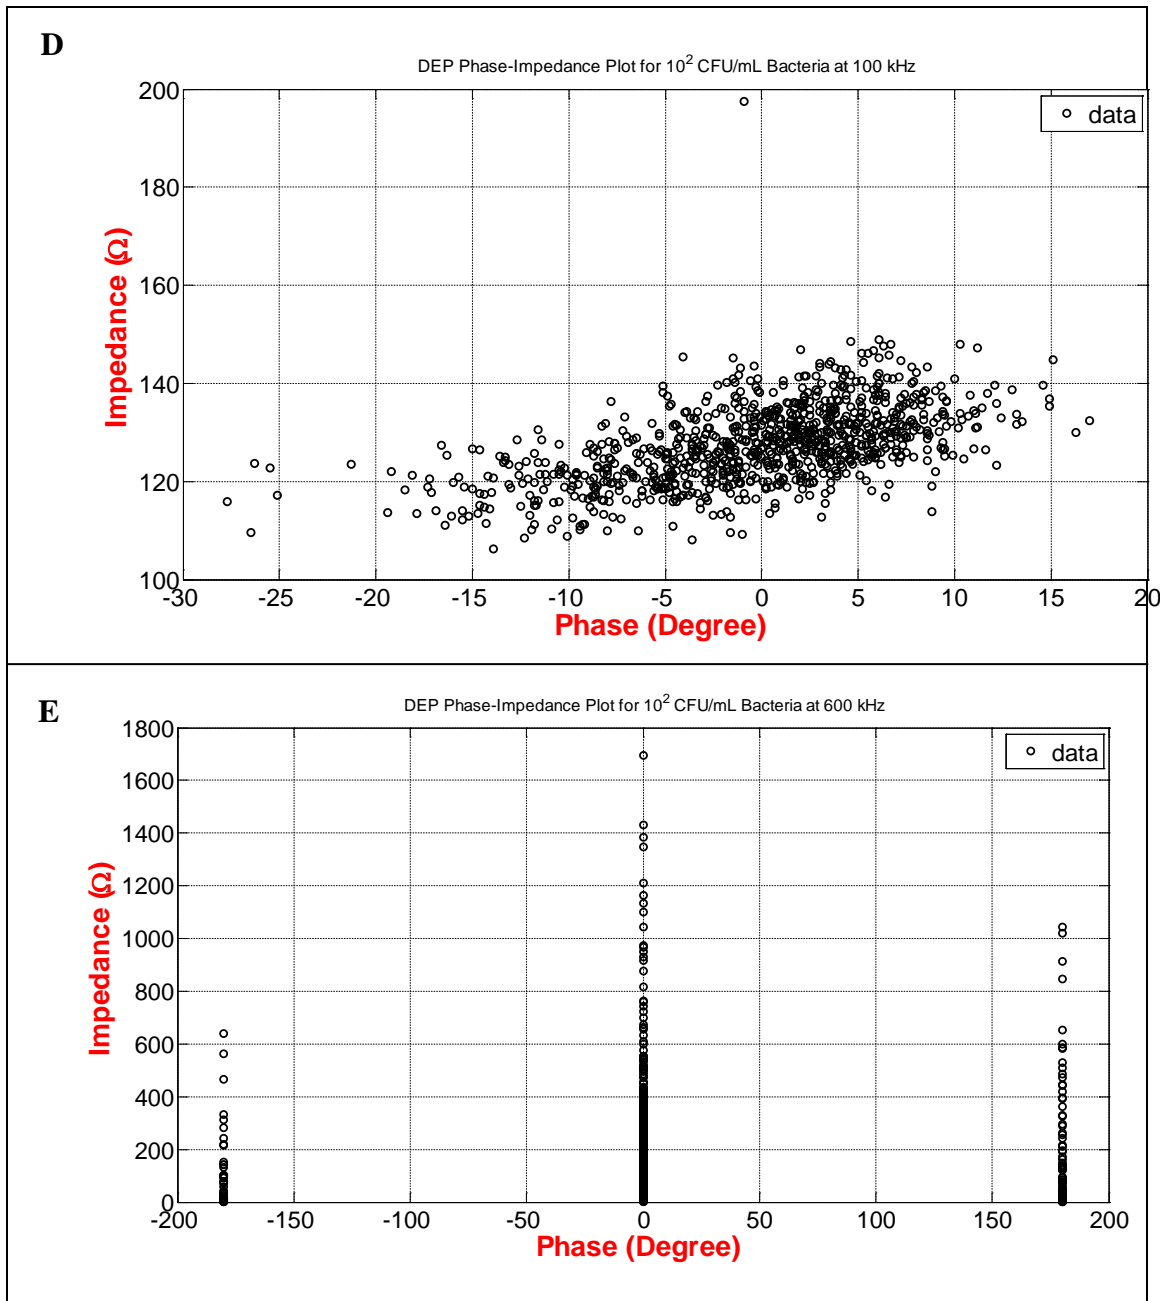 D
DEP Phase-Impedance Plot for 10² CFU/mL Bacteria at 100 kHz
200
180
160
140
120
100
Impedance (Ω)
data
-30 -25 -20 -15 -10 -5 0 5 10 15 20
Phase (Degree)
E
DEP Phase-Impedance Plot for 10² CFU/mL Bacteria at 600 kHz
1800
1600
1400
1200
1000
800
600
400
200
0
Impedance (Ω)
data
-200 -150 -100 -50 0 50 100 150 200
Phase (Degree)